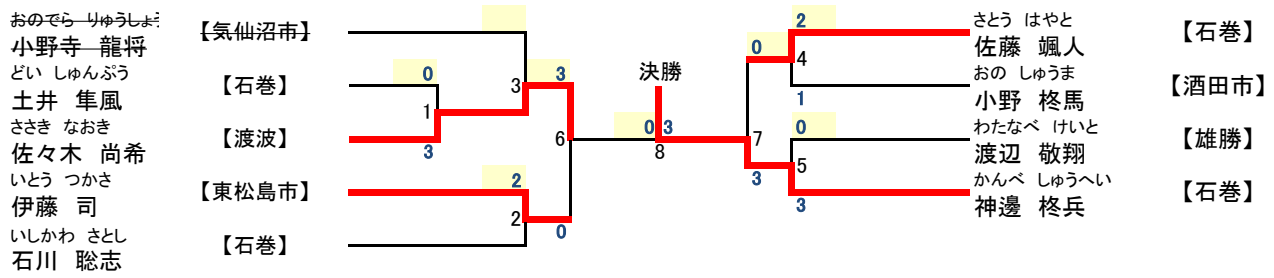 おのでら りゅうしょう
小野寺 龍将
【気仙沼市】
どい しゅんぷう
土井 隼風
【石巻】
ささき なおき
佐々木 尚希
【渡波】
いとう つかさ
伊藤 司
【東松島市】
いしかわ さとし
石川 聡志
【石巻】
0
1
3
3
3
2
2
0
6
決勝
0 3
8
0
7
3
2
4
1
0
5
3
さとう はやと
佐藤 颯人
【石巻】
おの しゅうま
小野 柊馬
【酒田市】
わたなべ けいと
渡辺 敬翔
【雄勝】
かんべ しゅうへい
神邊 柊兵
【石巻】